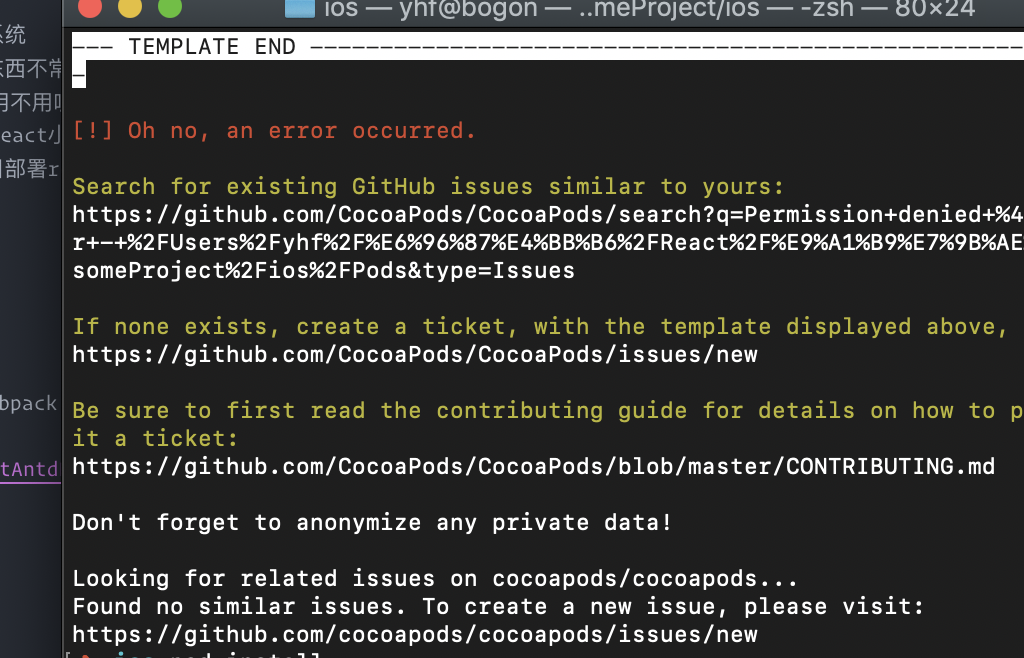 ios — yhf@bogon — ..meProject/ios — -zsh — 80×24
--- TEMPLATE END ---------------------------------------------------
-
[!] Oh no, an error occurred.
Search for existing GitHub issues similar to yours:
https://github.com/CocoaPods/CocoaPods/search?q=Permission+denied+%4
r+-+%2FUsers%2Fyhf%2F%E6%96%87%E4%BB%B6%2FReact%2F%E9%A1%B9%E7%9B%AE
someProject%2Fios%2FPods&type=Issues
If none exists, create a ticket, with the template displayed above,
https://github.com/CocoaPods/CocoaPods/issues/new
Be sure to first read the contributing guide for details on how to p
it a ticket:
https://github.com/CocoaPods/CocoaPods/blob/master/CONTRIBUTING.md
Don't forget to anonymize any private data!
Looking for related issues on cocoapods/cocoapods...
Found no similar issues. To create a new issue, please visit:
https://github.com/cocoapods/cocoapods/issues/new
ios pod install
统
西不常
用不用
eact小
部署r
bpack
tAntd